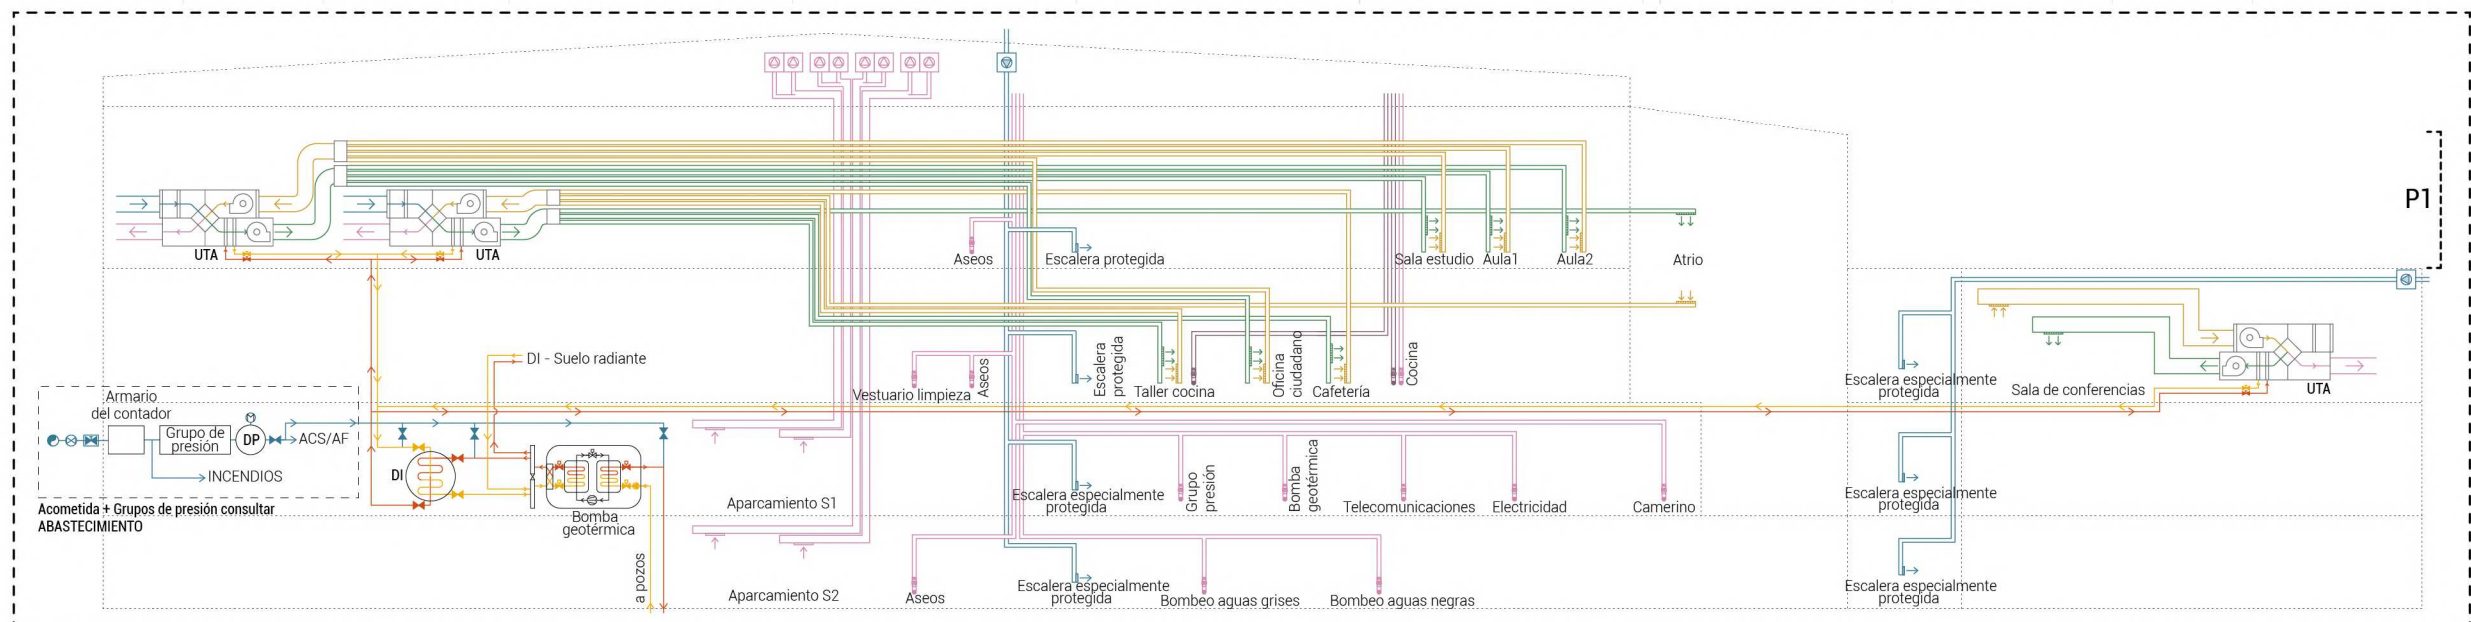 P1
UTA
UTA
Aseos
Escalera protegida
Sala estudio
Aula1
Aula2
Atrio
DI - Suelo radiante
Vestuario limpieza
Aseos
Escalera
protegida
Taller cocina
Oficina
ciudadano
Cafetería
Cocina
Escalera especialmente
protegida
Sala de conferencias
UTA
Armario
del contador
Grupo de
presión
M
DP
ACS/AF
INCENDIOS
Acometida + Grupos de presión consultar
ABASTECIMIENTO
DI
Bomba
geotérmica
a pozos
Aparcamiento S1
Escalera especialmente
protegida
Grupo
presión
Bomba
geotérmica
Telecomunicaciones
Electricidad
Camerino
Escalera especialmente
protegida
Aparcamiento S2
Aseos
Escalera especialmente
protegida
Bombeo aguas grises
Bombeo aguas negras
Escalera especialmente
protegida